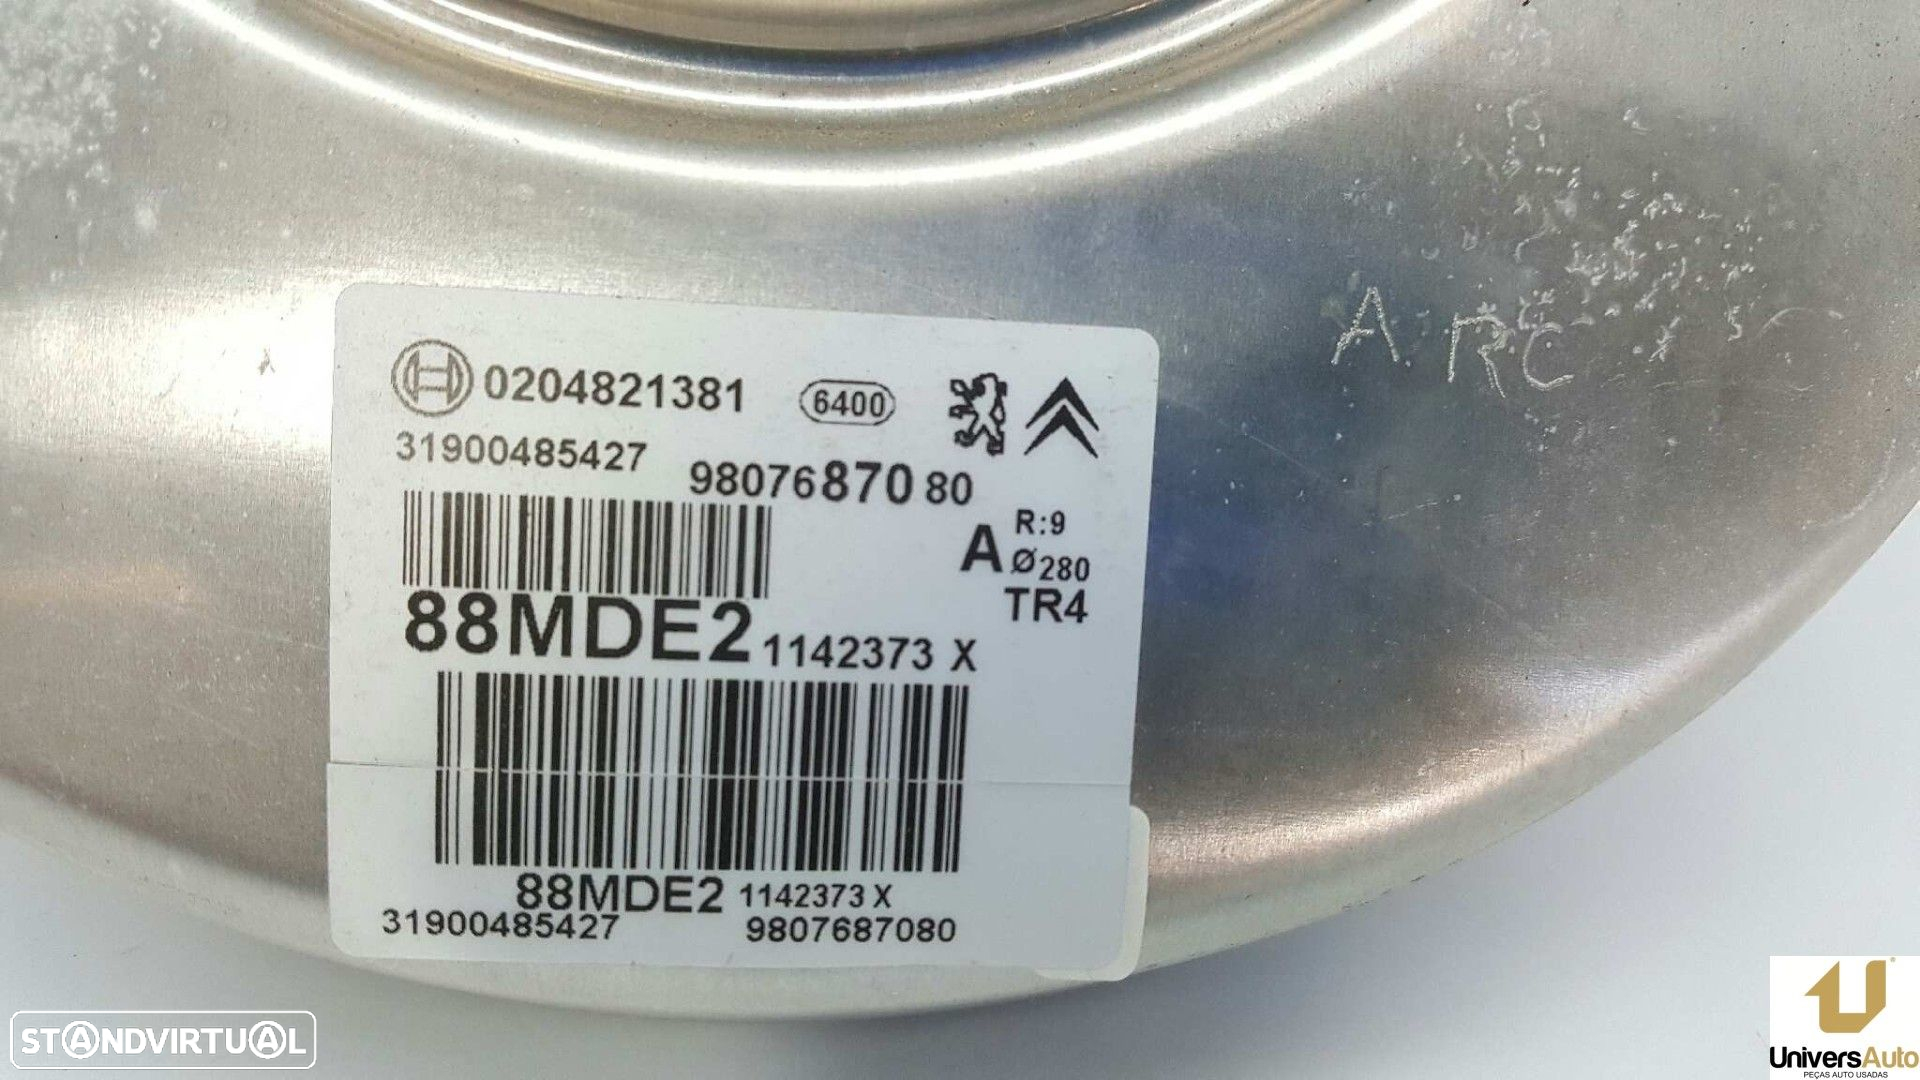 0204821381 6400
31900485427
9807687080
R:9
A Ø280
TR4
88MDE2 1142373 X
88MDE2 1142373 X
31900485427 9807687080
ARC
STANDVIRTUAL
UniversAuto
PEÇAS AUTO USADAS